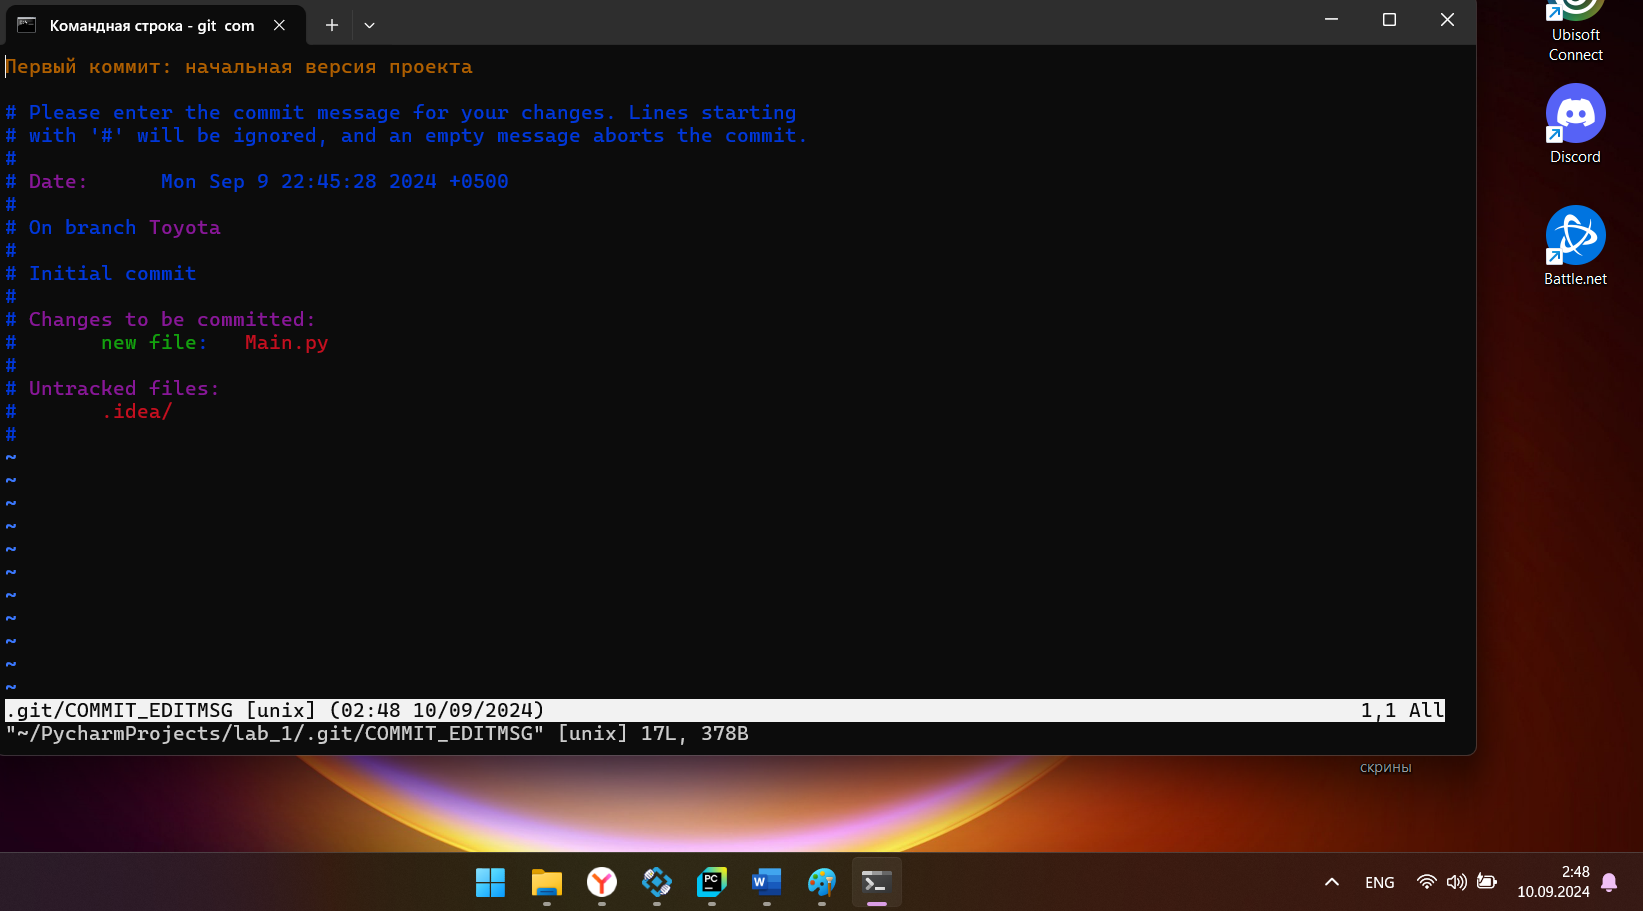 Командная строка - git com
Первый коммит: начальная версия проекта
# Please enter the commit message for your changes. Lines starting
# with '#' will be ignored, and an empty message aborts the commit.
#
# Date:      Mon Sep 9 22:45:28 2024 +0500
#
# On branch Toyota
#
# Initial commit
#
# Changes to be committed:
#       new file:   Main.py
#
# Untracked files:
#       .idea/
#
~
~
~
~
~
~
~
~
~
~
~
.git/COMMIT_EDITMSG [unix] (02:48 10/09/2024) 1,1 All
"~/PycharmProjects/lab_1/.git/COMMIT_EDITMSG" [unix] 17L, 378B
Ubisoft
Connect
Discord
Battle.net
скрины
PC
W
ENG
2:48
10.09.2024